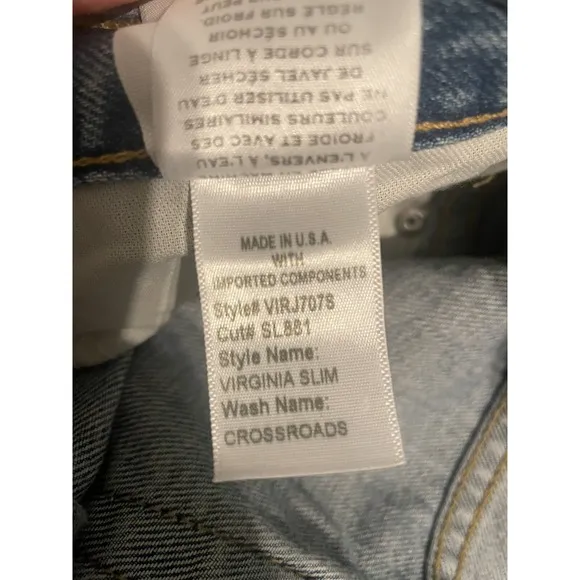 À L'ENVERS, À L'EAU
FROIDE ET AVEC DES
COULEURS SIMILAIRES
NE PAS UTILISER D'EAU
DE JAVEL SÉCHER
SUR CORDE À LINGE
OU AU SÉCHOIR
RÉGLÉ SUR FROID.
MADE IN U.S.A.
WITH
IMPORTED COMPONENTS
Style# VIRJ7078
Cut# SL881
Style Name:
VIRGINIA SLIM
Wash Name:
CROSSROADS